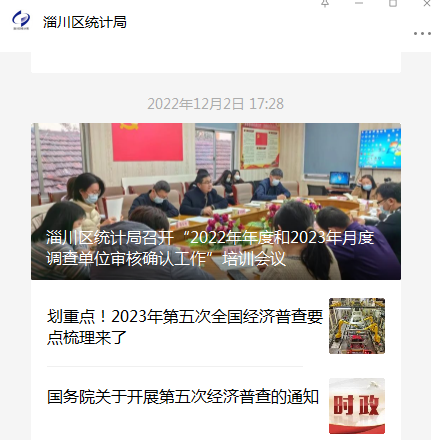 淄川区统计局
2022年12月2日 17:28
淄川区统计局召开“2022年年度和2023年月度
调查单位审核确认工作”培训会议
划重点！2023年第五次全国经济普查要
点梳理来了
国务院关于开展第五次经济普查的通知
时政